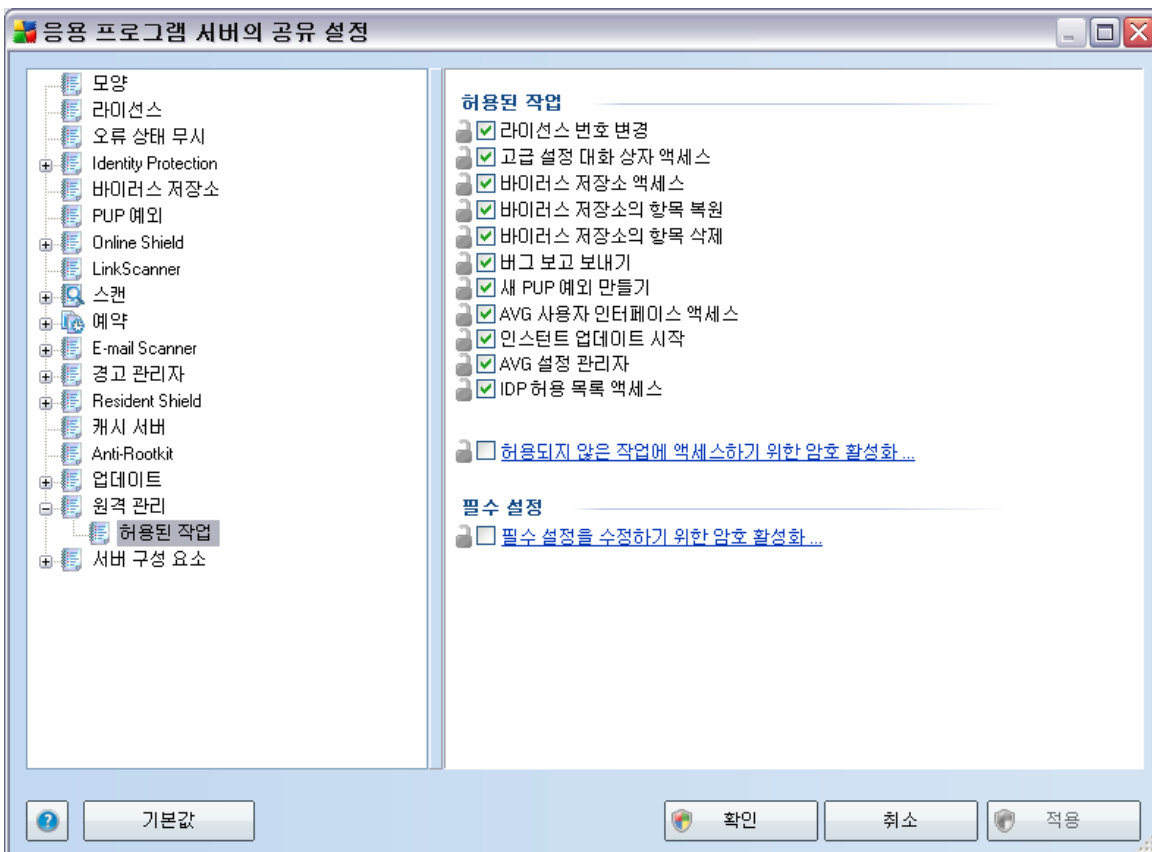 응용 프로그램 서버의 공유 설정
모양
라이선스
오류 상태 무시
Identity Protection
바이러스 저장소
PUP 예외
Online Shield
LinkScanner
스캔
예약
E-mail Scanner
경고 관리자
Resident Shield
캐시 서버
Anti-Rootkit
업데이트
원격 관리
허용된 작업
서버 구성 요소
허용된 작업
라이선스 번호 변경
고급 설정 대화 상자 액세스
바이러스 저장소 액세스
바이러스 저장소의 항목 복원
바이러스 저장소의 항목 삭제
버그 보고 보내기
새 PUP 예외 만들기
AVG 사용자 인터페이스 액세스
인스턴트 업데이트 시작
AVG 설정 관리자
IDP 허용 목록 액세스
허용되지 않은 작업에 액세스하기 위한 암호 활성화 ...
필수 설정
필수 설정을 수정하기 위한 암호 활성화 ...
기본값
확인
취소
적용